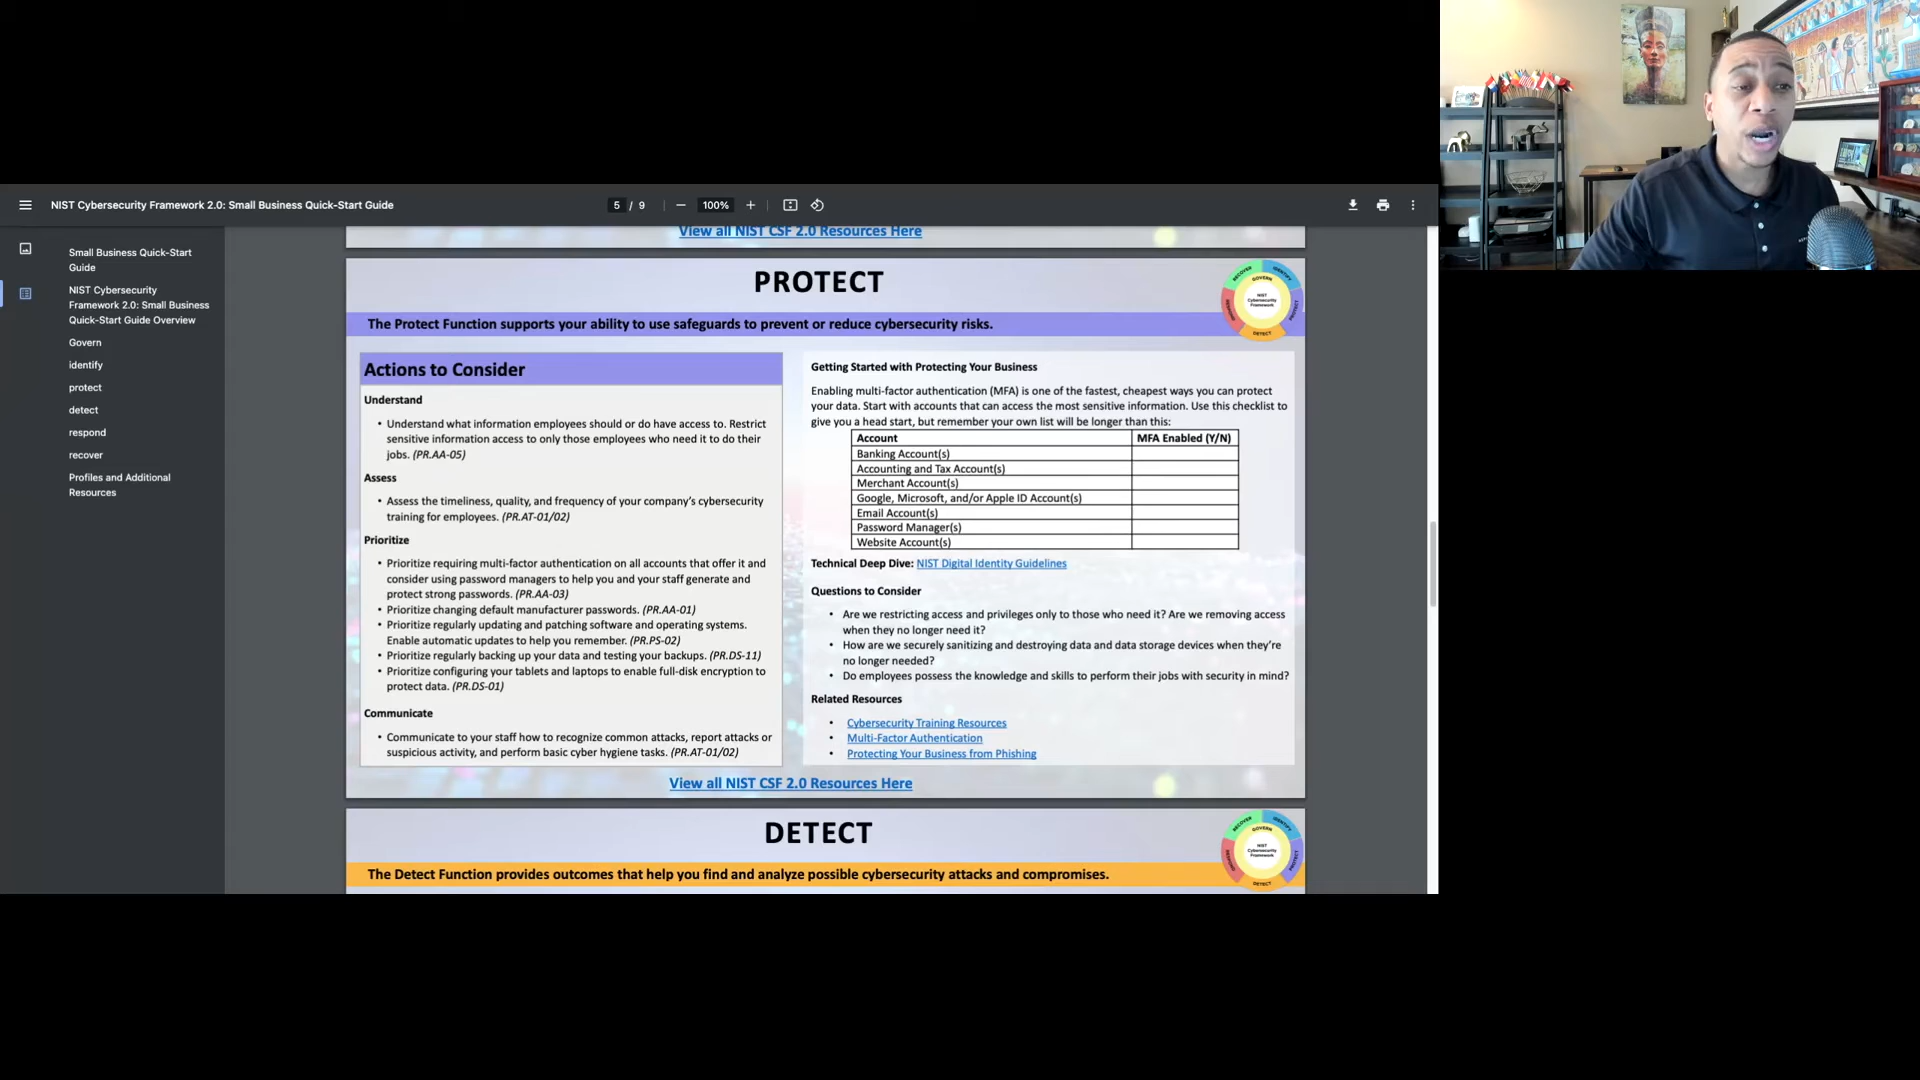 NIST Cybersecurity Framework 2.0: Small Business Quick-Start Guide
5 / 9
100%
Small Business Quick-Start
Guide
NIST Cybersecurity
Framework 2.0: Small Business
Quick-Start Guide Overview
Govern
identify
protect
detect
respond
recover
Profiles and Additional
Resources
View all NIST CSF 2.0 Resources Here
PROTECT
RECOVER
GOVERN
IDENTIFY
PROTECT
DETECT
RESPOND
NIST
Cybersecurity
Framework
The Protect Function supports your ability to use safeguards to prevent or reduce cybersecurity risks.
Actions to Consider
Understand
• Understand what information employees should or do have access to. Restrict
sensitive information access to only those employees who need it to do their
jobs. (PR.AA-05)
Assess
• Assess the timeliness, quality, and frequency of your company's cybersecurity
training for employees. (PR.AT-01/02)
Prioritize
• Prioritize requiring multi-factor authentication on all accounts that offer it and
consider using password managers to help you and your staff generate and
protect strong passwords. (PR.AA-03)
• Prioritize changing default manufacturer passwords. (PR.AA-01)
• Prioritize regularly updating and patching software and operating systems.
Enable automatic updates to help you remember. (PR.PS-02)
• Prioritize regularly backing up your data and testing your backups. (PR.DS-11)
• Prioritize configuring your tablets and laptops to enable full-disk encryption to
protect data. (PR.DS-01)
Communicate
• Communicate to your staff how to recognize common attacks, report attacks or
suspicious activity, and perform basic cyber hygiene tasks. (PR.AT-01/02)
Getting Started with Protecting Your Business
Enabling multi-factor authentication (MFA) is one of the fastest, cheapest ways you can protect
your data. Start with accounts that can access the most sensitive information. Use this checklist to
give you a head start, but remember your own list will be longer than this:
Account MFA Enabled (Y/N)
Banking Account(s)
Accounting and Tax Account(s)
Merchant Account(s)
Google, Microsoft, and/or Apple ID Account(s)
Email Account(s)
Password Manager(s)
Website Account(s)
Technical Deep Dive: NIST Digital Identity Guidelines
Questions to Consider
• Are we restricting access and privileges only to those who need it? Are we removing access
when they no longer need it?
• How are we securely sanitizing and destroying data and data storage devices when they're
no longer needed?
• Do employees possess the knowledge and skills to perform their jobs with security in mind?
Related Resources
• Cybersecurity Training Resources
• Multi-Factor Authentication
• Protecting Your Business from Phishing
View all NIST CSF 2.0 Resources Here
DETECT
RECOVER
GOVERN
IDENTIFY
PROTECT
DETECT
RESPOND
NIST
Cybersecurity
Framework
The Detect Function provides outcomes that help you find and analyze possible cybersecurity attacks and compromises.